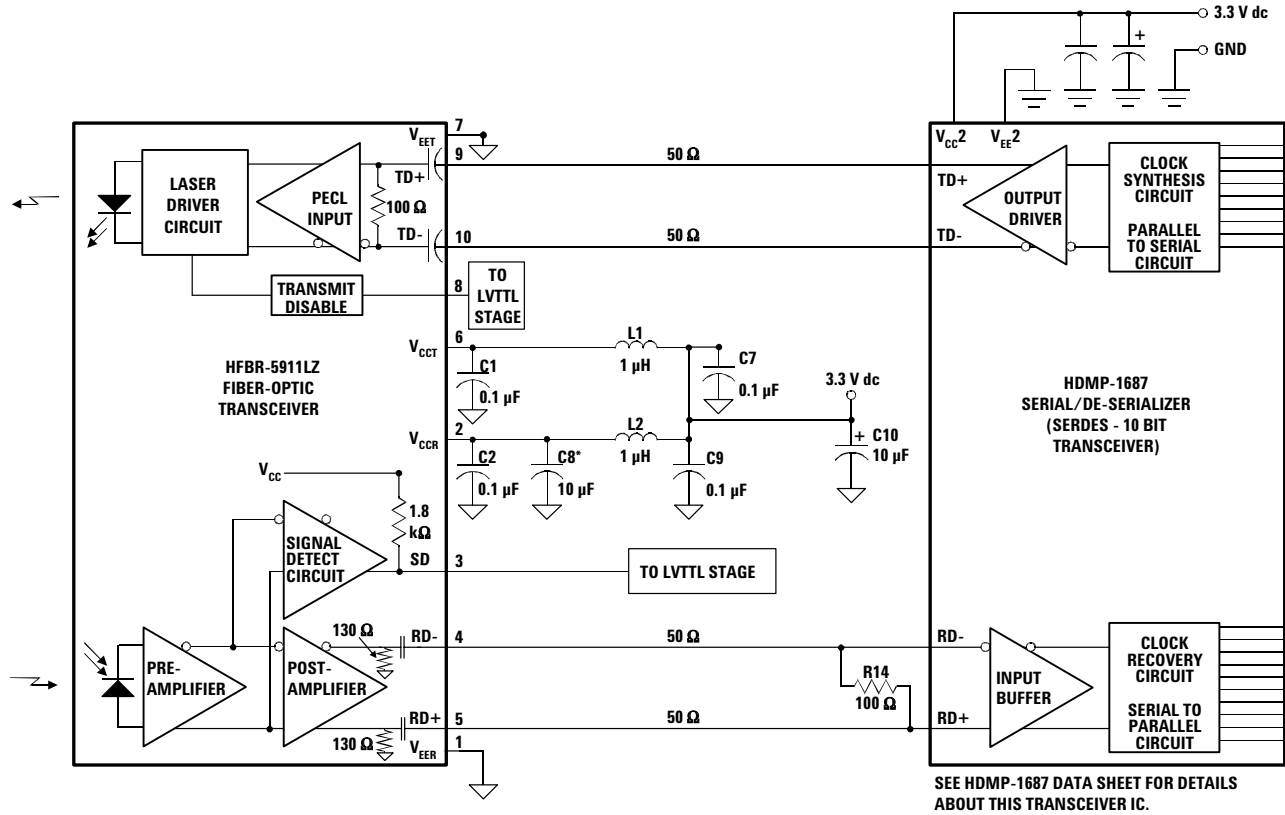 3.3 V dc
GND
VEET
7
VCC2
VEE2
9
50 Ω
TD+
TD+
LASER
DRIVER
CIRCUIT
PECL
INPUT
100 Ω
OUTPUT
DRIVER
CLOCK
SYNTHESIS
CIRCUIT
PARALLEL
TO SERIAL
CIRCUIT
TD-
10
50 Ω
TD-
TRANSMIT
DISABLE
8
TO
LVTTL
STAGE
HFBR-5911LZ
FIBER-OPTIC
TRANSCEIVER
VCCT
6
L1
1 µH
C1
0.1 µF
C7
0.1 µF
3.3 V dc
HDMP-1687
SERIAL/DE-SERIALIZER
(SERDES - 10 BIT
TRANSCEIVER)
VCCR
2
L2
1 µH
C2
0.1 µF
C8*
10 µF
C9
0.1 µF
+
C10
10 µF
+
VCC
1.8
kΩ
SIGNAL
DETECT
CIRCUIT
SD
3
TO LVTTL STAGE
130 Ω
RD-
4
50 Ω
RD-
PRE-
AMPLIFIER
POST-
AMPLIFIER
R14
100 Ω
INPUT
BUFFER
CLOCK
RECOVERY
CIRCUIT
SERIAL TO
PARALLEL
CIRCUIT
RD+
5
50 Ω
RD+
130 Ω
VEER
1
SEE HDMP-1687 DATA SHEET FOR DETAILS
ABOUT THIS TRANSCEIVER IC.